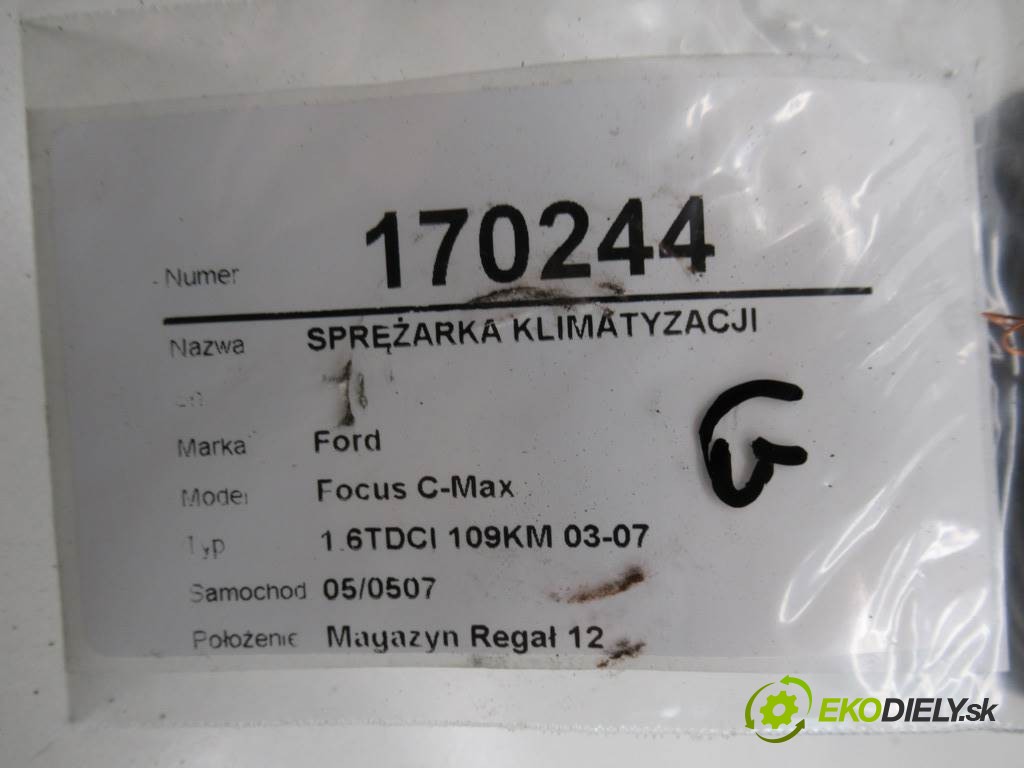 Numer 170244
Nazwa SPRĘŻARKA KLIMATYZACJI
Marka Ford
Model Focus C-Max
Typ 1.6TDCI 109KM 03-07
Samochod 05/0507
Położenie Magazyn Regał 12
G
EKODIELY.sk